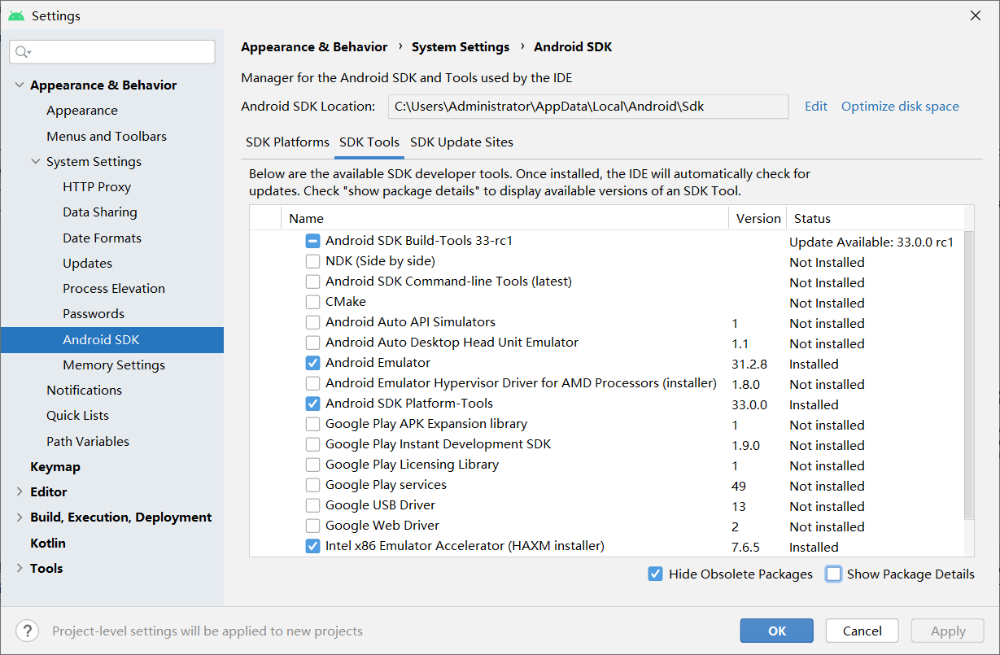 Settings
Appearance & Behavior
Appearance
Menus and Toolbars
System Settings
HTTP Proxy
Data Sharing
Date Formats
Updates
Process Elevation
Passwords
Android SDK
Memory Settings
Notifications
Quick Lists
Path Variables
Keymap
Editor
Build, Execution, Deployment
Kotlin
Tools
Appearance & Behavior › System Settings › Android SDK
Manager for the Android SDK and Tools used by the IDE
Android SDK Location: C:\Users\Administrator\AppData\Local\Android\Sdk Edit Optimize disk space
SDK Platforms SDK Tools SDK Update Sites
Below are the available SDK developer tools. Once installed, the IDE will automatically check for
updates. Check "show package details" to display available versions of an SDK Tool.
Name Version Status
Android SDK Build-Tools 33-rc1 Update Available: 33.0.0 rc1
NDK (Side by side) Not Installed
Android SDK Command-line Tools (latest) Not Installed
CMake Not Installed
Android Auto API Simulators 1 Not installed
Android Auto Desktop Head Unit Emulator 1.1 Not installed
Android Emulator 31.2.8 Installed
Android Emulator Hypervisor Driver for AMD Processors (installer) 1.8.0 Not installed
Android SDK Platform-Tools 33.0.0 Installed
Google Play APK Expansion library 1 Not installed
Google Play Instant Development SDK 1.9.0 Not installed
Google Play Licensing Library 1 Not installed
Google Play services 49 Not installed
Google USB Driver 13 Not installed
Google Web Driver 2 Not installed
Intel x86 Emulator Accelerator (HAXM installer) 7.6.5 Installed
Hide Obsolete Packages Show Package Details
? Project-level settings will be applied to new projects
OK Cancel Apply